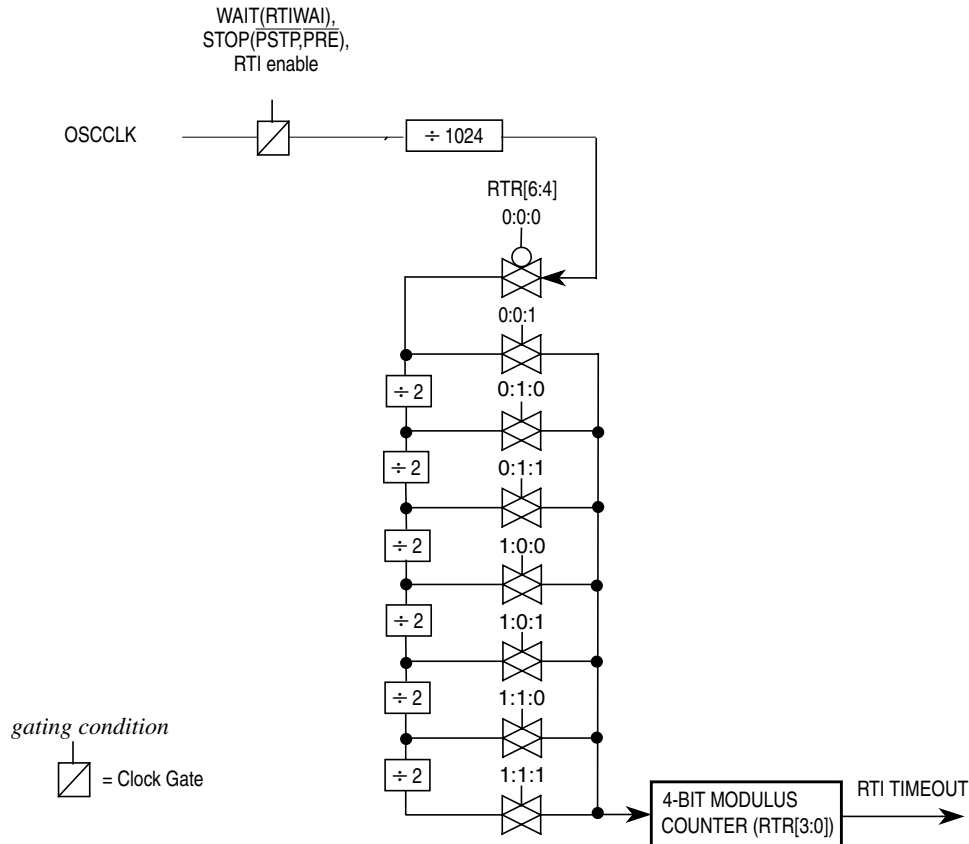 WAIT(RTIWAI),
STOP(PSTP,PRE),
RTI enable
OSCCLK
÷ 1024
RTR[6:4]
0:0:0
0:0:1
÷ 2
0:1:0
÷ 2
0:1:1
÷ 2
1:0:0
÷ 2
1:0:1
÷ 2
1:1:0
÷ 2
1:1:1
gating condition
= Clock Gate
4-BIT MODULUS
COUNTER (RTR[3:0])
RTI TIMEOUT